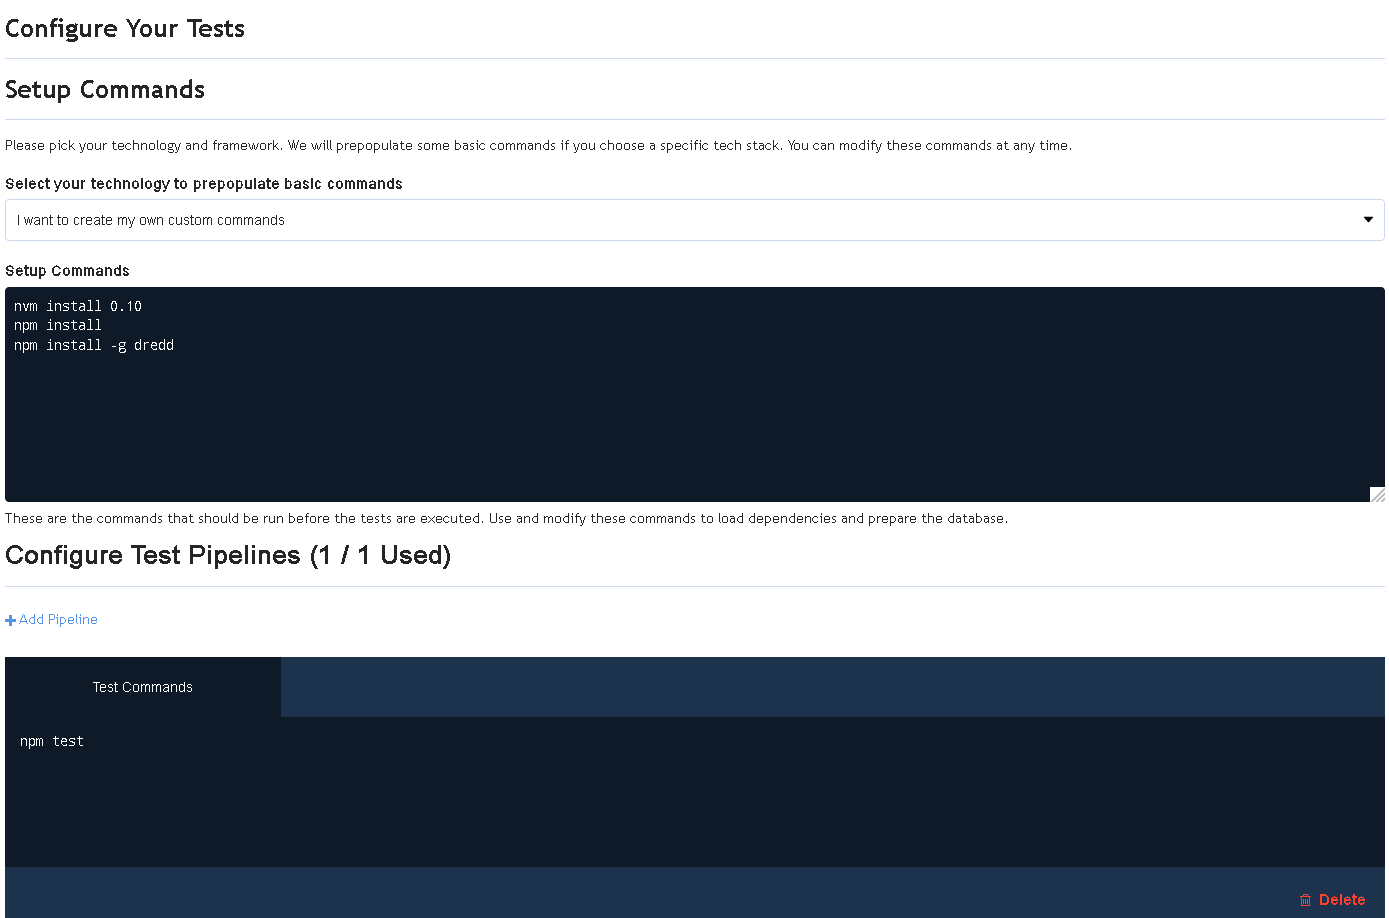 Configure Your Tests
Setup Commands
Please pick your technology and framework. We will prepopulate some basic commands if you choose a specific tech stack. You can modify these commands at any time.
Select your technology to prepopulate basic commands
I want to create my own custom commands
Setup Commands
nvm install 0.10
npm install
npm install -g dredd
These are the commands that should be run before the tests are executed. Use and modify these commands to load dependencies and prepare the database.
Configure Test Pipelines (1 / 1 Used)
Add Pipeline
Test Commands
npm test
Delete